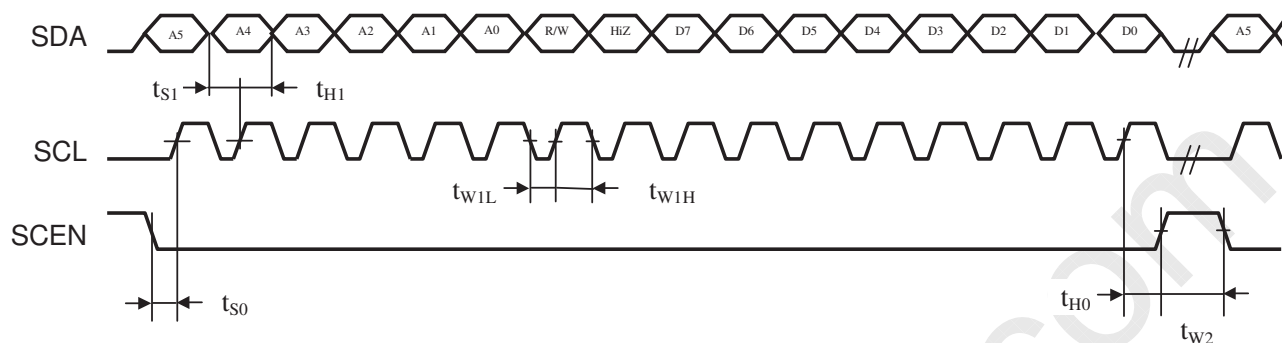 SDA A5 A4 A3 A2 A1 A0 R/W HiZ D7 D6 D5 D4 D3 D2 D1 D0 A5
tS1 tH1
SCL
tW1L tW1H
SCEN
tS0 tH0
tW2
com